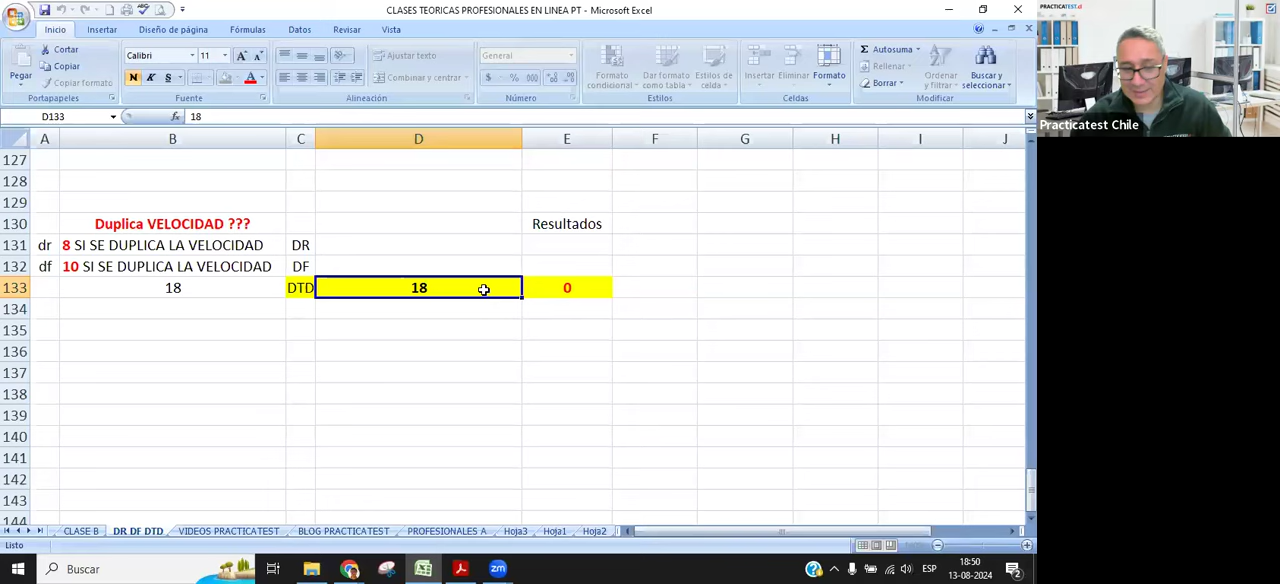 CLASES TEORICAS PROFESIONALES EN LINEA PT - Microsoft Excel
Inicio Insertar Diseño de página Fórmulas Datos Revisar Vista
Pegar
Cortar
Copiar
Copiar formato
Portapapeles
Calibri 11
N K S
Fuente
Ajustar texto
Combinar
Alineación
General
% 000
Número
Formato condicional
Dar formato como tabla
Estilos de celda
Estilos
Insertar Eliminar Formato
Celdas
Autosuma
Rellenar
Borrar
Ordenar y filtrar
Buscar y seleccionar
Modificar
D133 fx 18
A B C D E F G H I J
127
128
129
130 Duplica VELOCIDAD ??? Resultados
131 dr 8 SI SE DUPLICA LA VELOCIDAD DR
132 df 10 SI SE DUPLICA LA VELOCIDAD DF
133 18 DTD 18 0
134
135
136
137
138
139
140
141
142
143
144
CLASE B DR DF DTD VIDEOS PRACTICATEST BLOG PRACTICATEST PROFESIONALES A Hoja3 Hoja1 Hoja2
Listo
Buscar
ESP
18:50
13-08-2024
2
PRACTICATEST.cl
Practicatest Chile